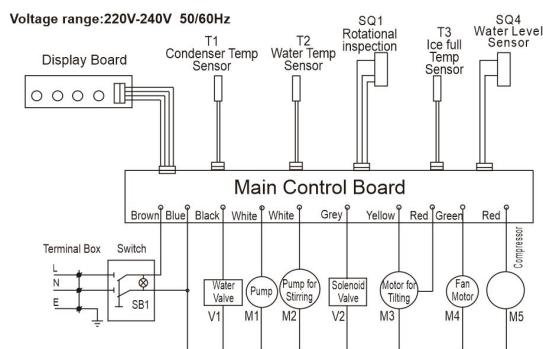 Voltage range:220V-240V 50/60Hz
Display Board
T1
Condenser Temp
Sensor
T2
Water Temp
Sensor
SQ1
Rotational
inspection
T3
Ice full
Temp
Sensor
SQ4
Water Level
Sensor
Main Control Board
Brown Blue Black White White Grey Yellow Red Green Red
Terminal Box
Switch
L
N
E
SB1
Water
Valve
V1
Pump
M1
Pump for
Stirring
M2
Solenoid
Valve
V2
Motor for
Tilting
M3
Fan
Motor
M4
Compressor
M5